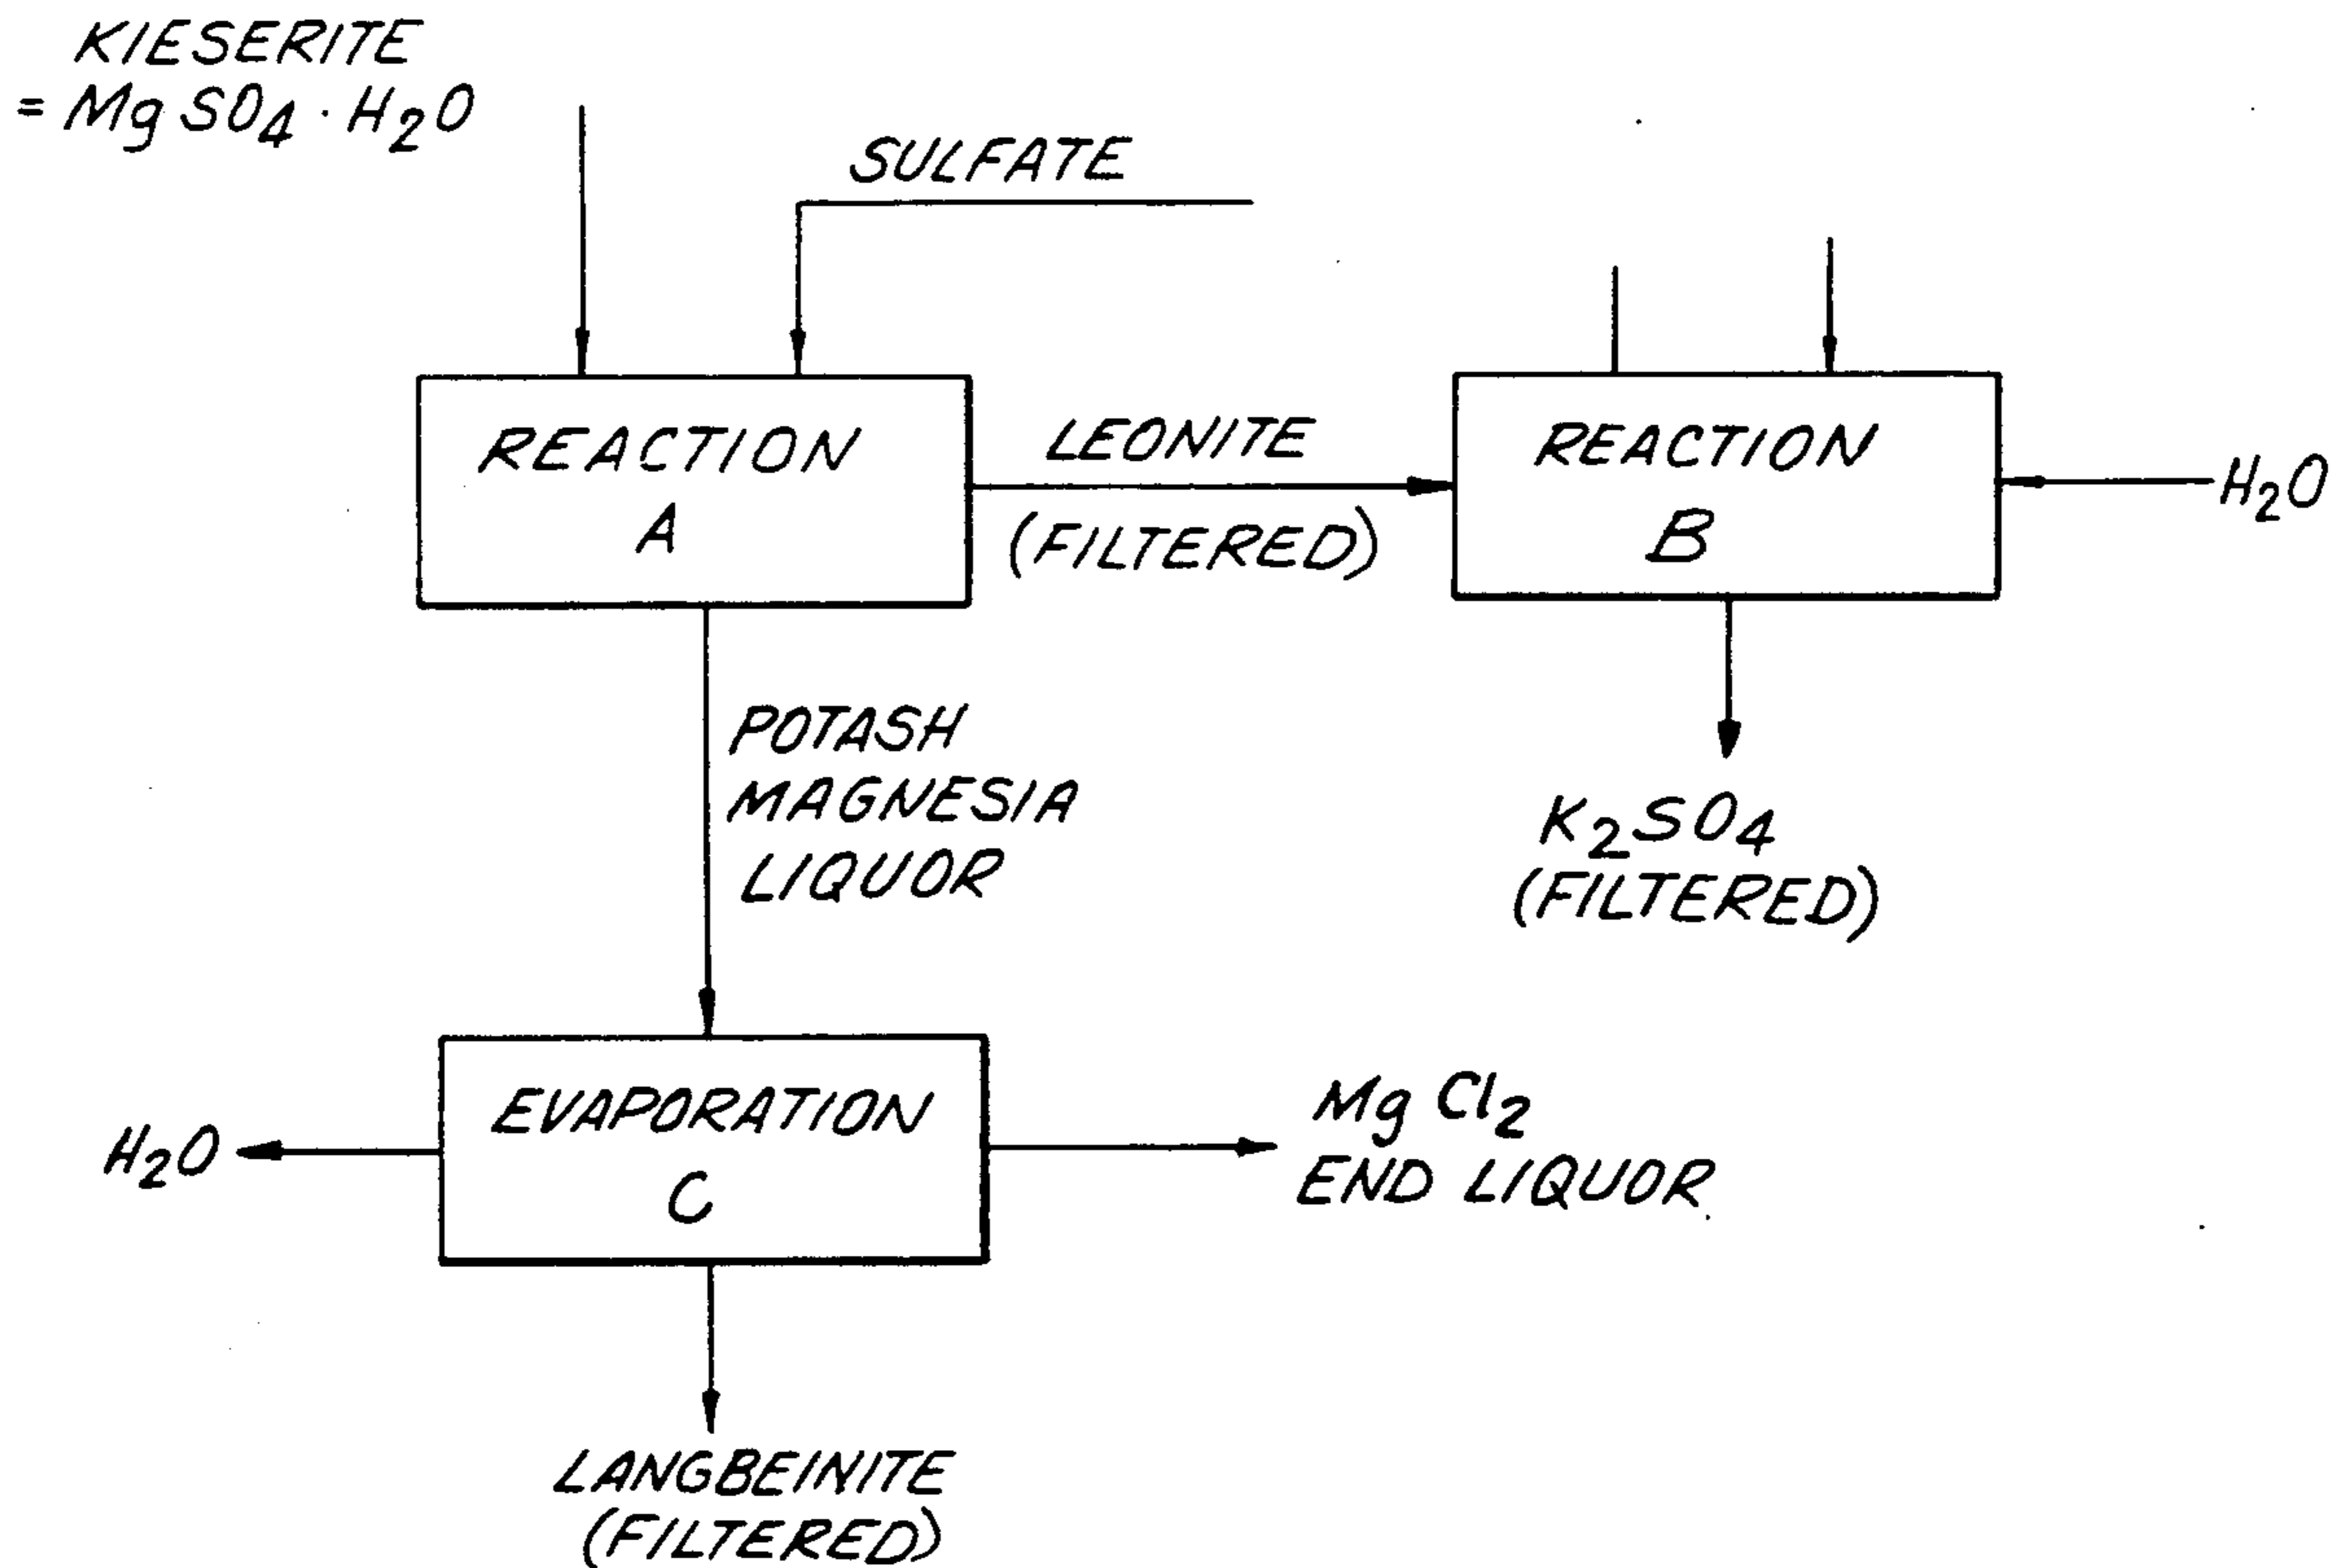 KIESERITE
= MgSO₄ · H₂O
SULFATE
REACTION
A
LEONITE
(FILTERED)
REACTION
B
H₂O
POTASH
MAGNESIA
LIQUOR
K₂SO₄
(FILTERED)
EVAPORATION
C
H₂O
MgCl₂
END LIQUOR
LANGBEINITE
(FILTERED)